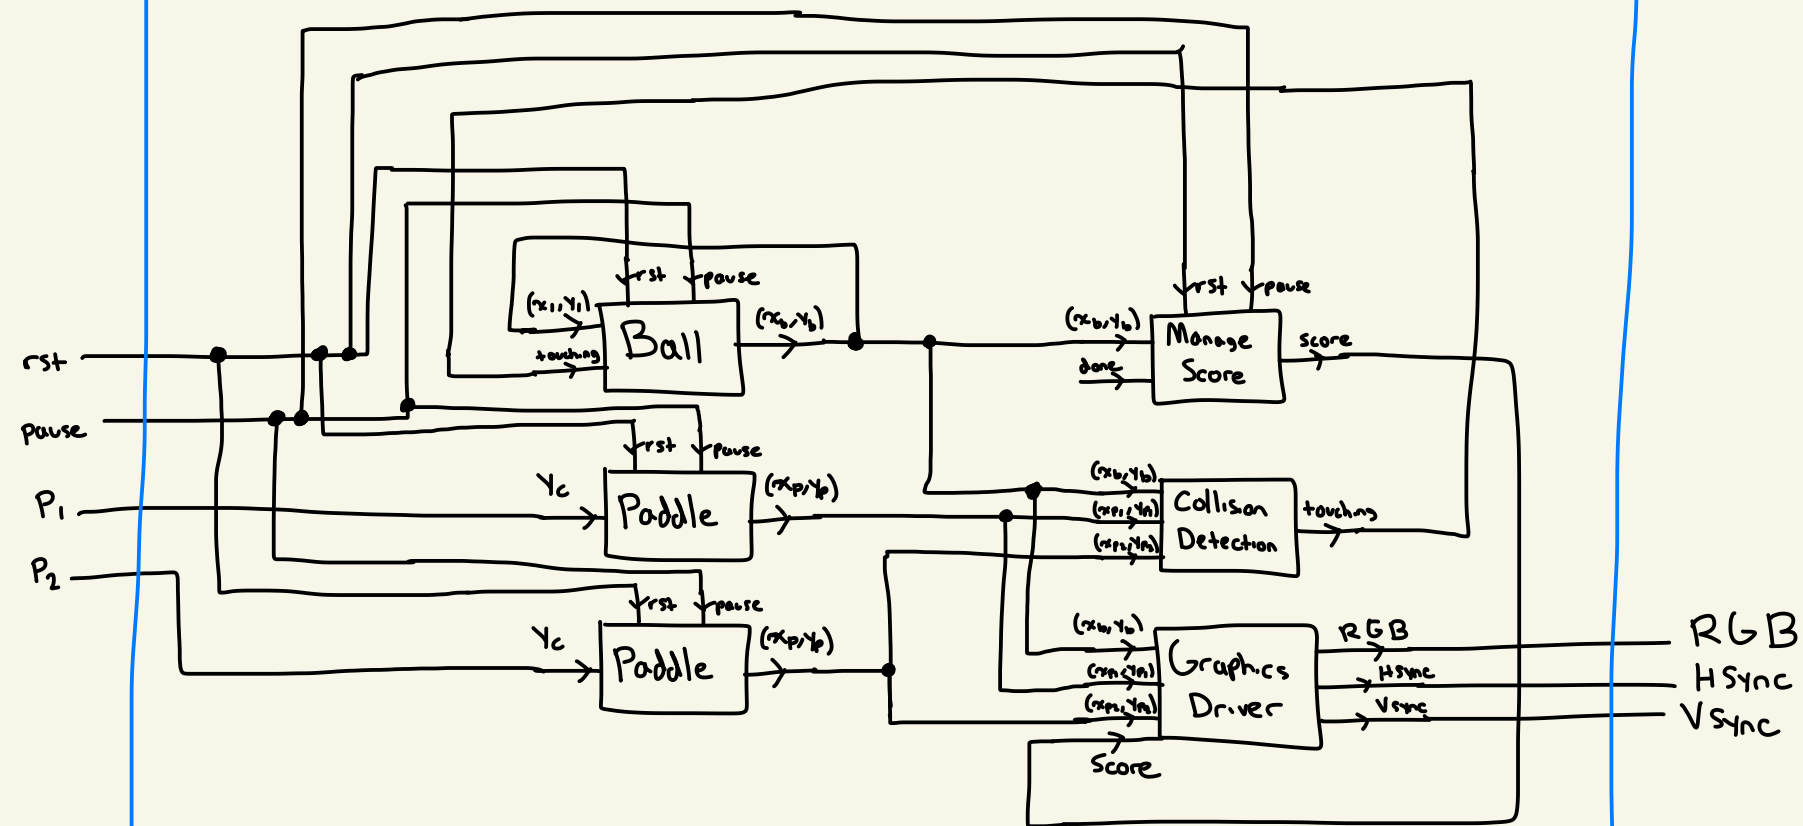 rst
pause
P1
P2
rst
pause
(x1,y1)
touching
Ball
(xb,yb)
rst
pause
Yc
Paddle
(xp,yp)
rst
pause
Yc
Paddle
(xp,yp)
rst
pause
(xb,yb)
done
Manage
Score
score
(xb,yb)
(xp1,yp1)
(xp2,yp2)
Collision
Detection
touching
(xb,yb)
(xp1,yp1)
(xp2,yp2)
Score
Graphics
Driver
RGB
Hsync
Vsync
RGB
HSync
VSync